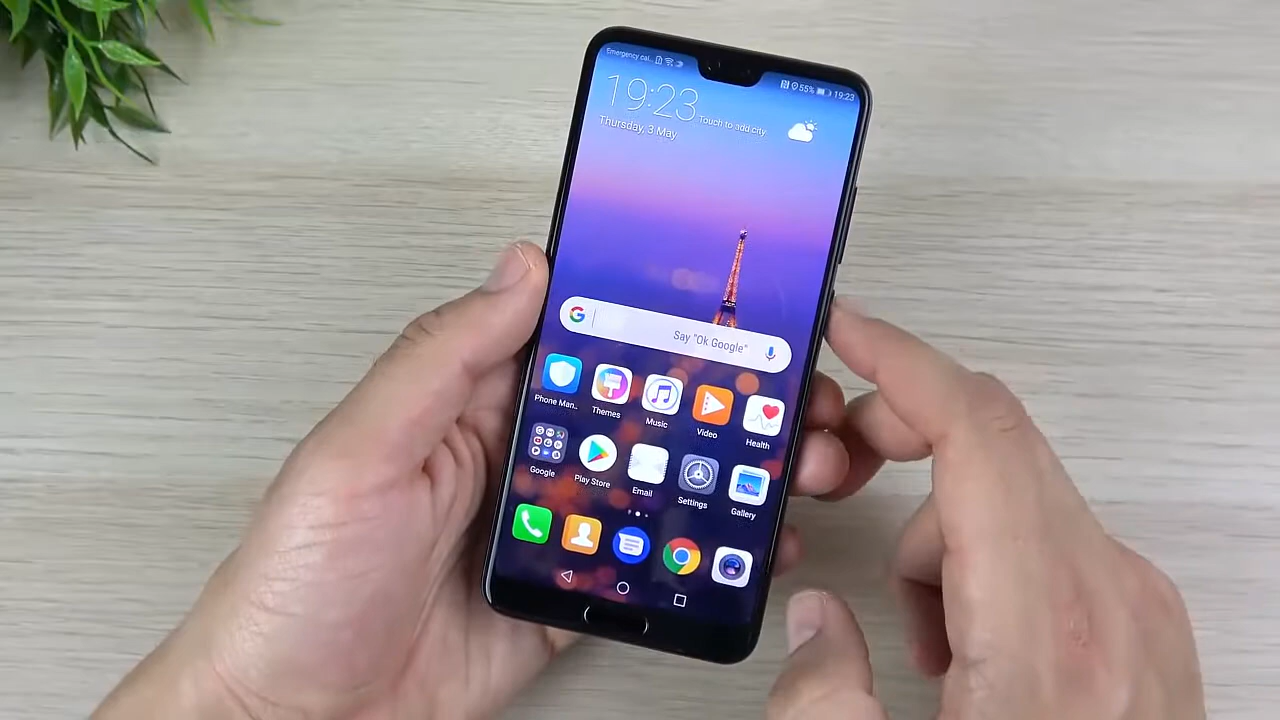 Emergency cal... 55% 19:23
19:23 Touch to add city
Thursday, 3 May
G Say "Ok Google"
Phone Man.. Themes Music Video Health
Google Play Store Email Settings Gallery